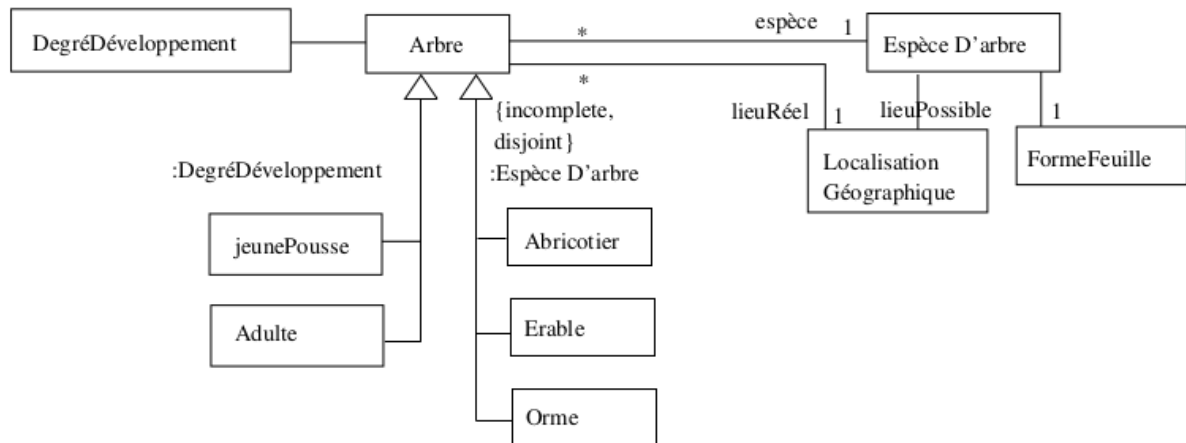 DegréDéveloppement
Arbre
*
espèce
1
Espèce D'arbre
*
{incomplete,
disjoint}
:Espèce D'arbre
:DegréDéveloppement
lieuRéel
1
lieuPossible
1
Localisation
Géographique
FormeFeuille
jeunePousse
Adulte
Abricotier
Erable
Orme